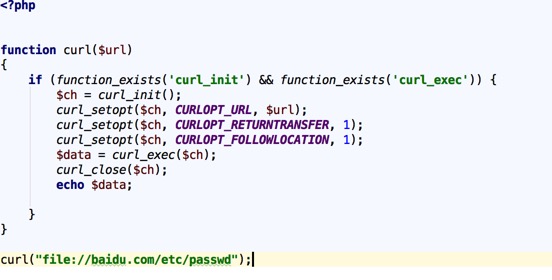 <?php
function curl($url)
{
if (function_exists('curl_init') && function_exists('curl_exec')) {
$ch = curl_init();
curl_setopt($ch, CURLOPT_URL, $url);
curl_setopt($ch, CURLOPT_RETURNTRANSFER, 1);
curl_setopt($ch, CURLOPT_FOLLOWLOCATION, 1);
$data = curl_exec($ch);
curl_close($ch);
echo $data;
}
}
curl("file://baidu.com/etc/passwd");